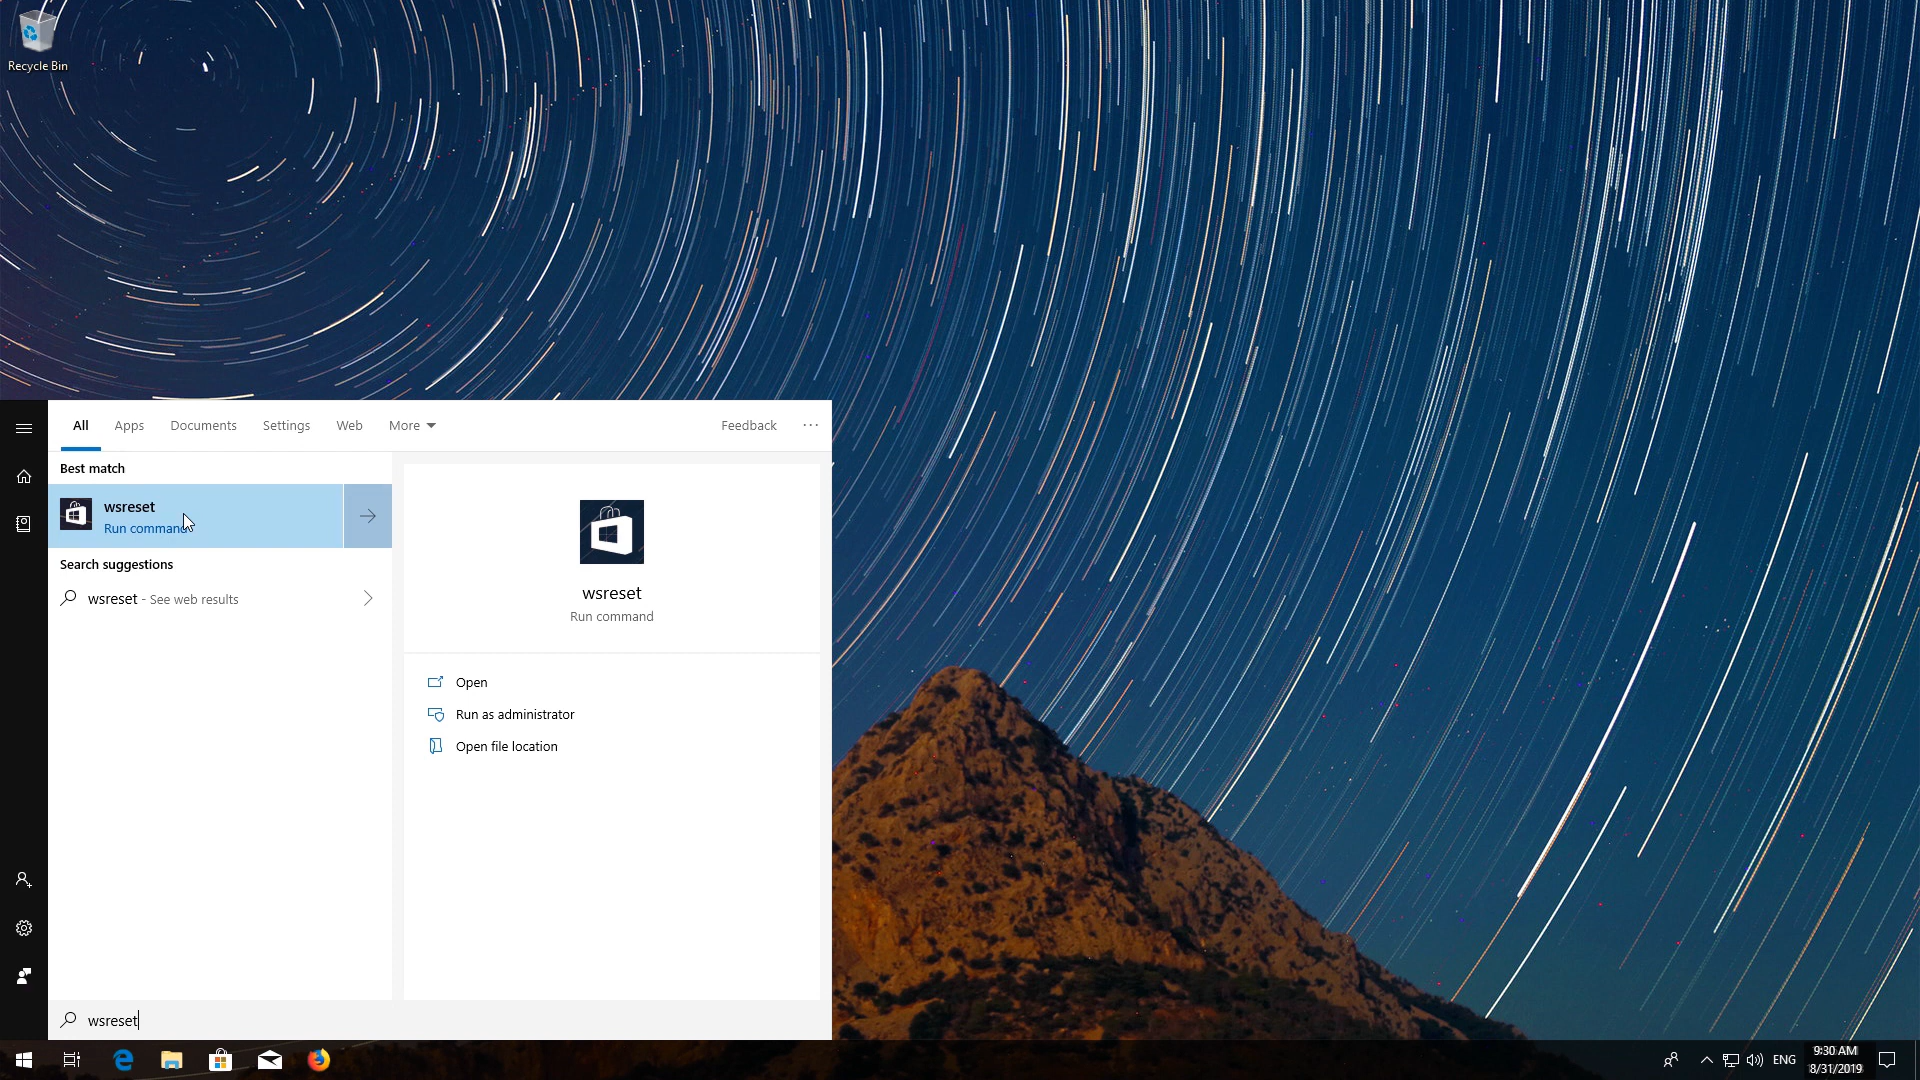 Recycle Bin
All Apps Documents Settings Web More Feedback ...
Best match
wsreset
Run command
Search suggestions
wsreset - See web results
wsreset
Run command
Open
Run as administrator
Open file location
wsreset
ENG
9:30 AM
8/31/2019